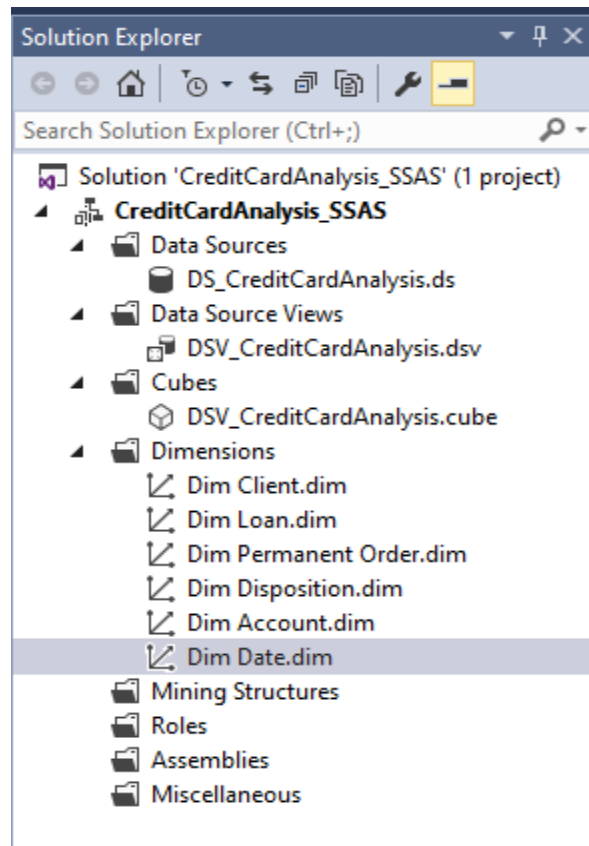 Solution Explorer
Search Solution Explorer (Ctrl+;)
Solution 'CreditCardAnalysis_SSAS' (1 project)
CreditCardAnalysis_SSAS
Data Sources
DS_CreditCardAnalysis.ds
Data Source Views
DSV_CreditCardAnalysis.dsv
Cubes
DSV_CreditCardAnalysis.cube
Dimensions
Dim Client.dim
Dim Loan.dim
Dim Permanent Order.dim
Dim Disposition.dim
Dim Account.dim
Dim Date.dim
Mining Structures
Roles
Assemblies
Miscellaneous